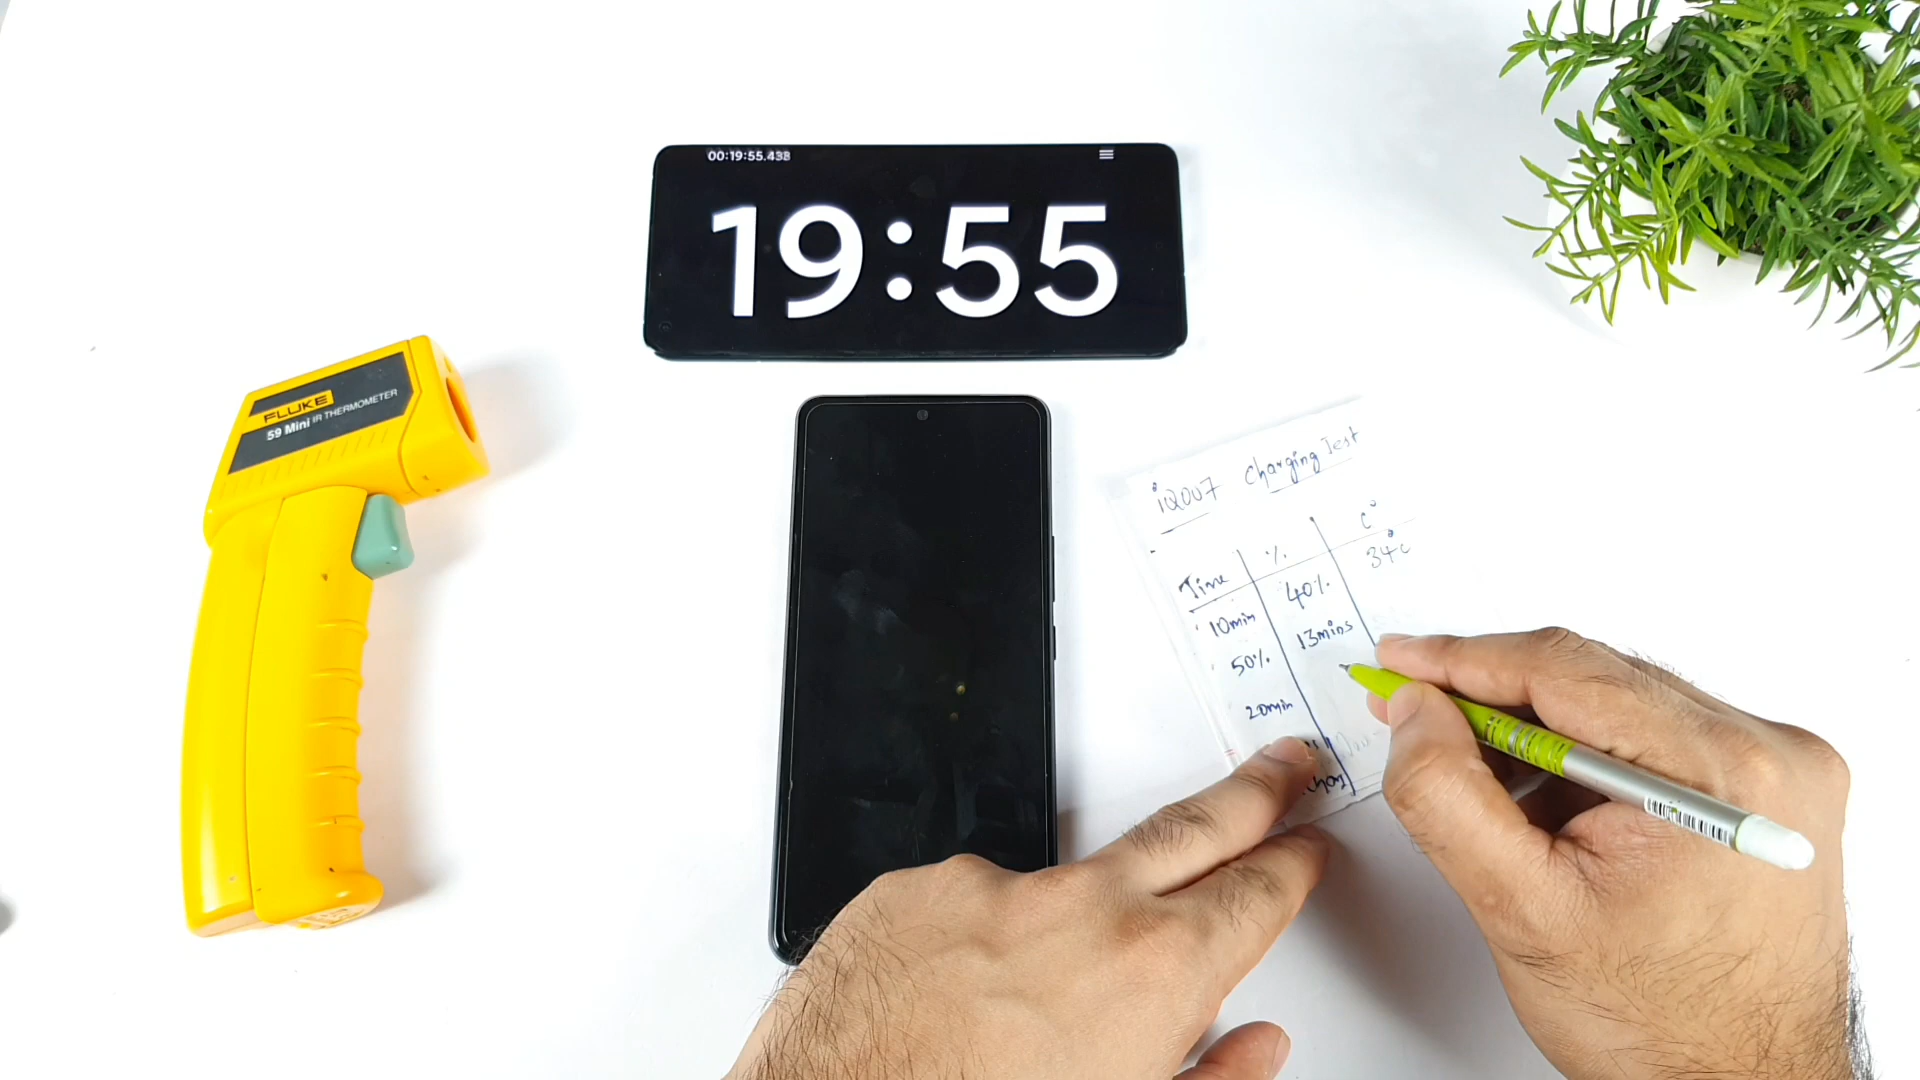 00:19:55.438
19:55
FLUKE
59 Mini IR THERMOMETER
iQOO7 Charging Test
Time % C°
10min 40% 34°C
50% 13mins
20min